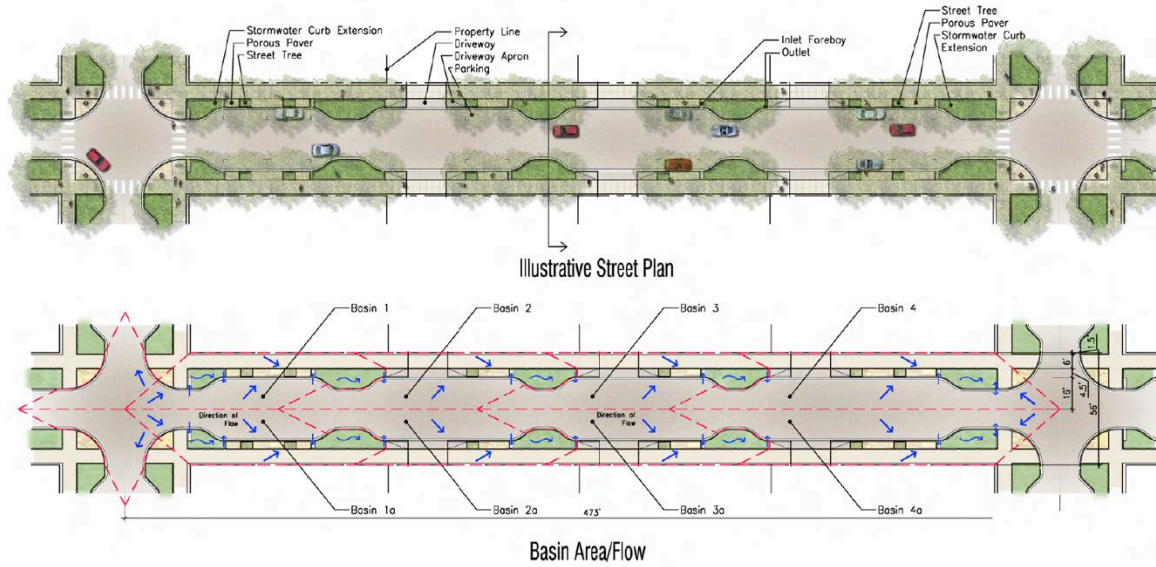 Stormwater Curb Extension
Porous Paver
Street Tree
Property Line
Driveway
Driveway Apron
Parking
Inlet Forebay
Outlet
Street Tree
Porous Paver
Stormwater Curb
Extension
Illustrative Street Plan
Basin 1
Basin 2
Basin 3
Basin 4
Direction of
Flow
Direction of
Flow
1.5'
6'
4.5'
16'
56'
Basin 1a
Basin 2a
Basin 3a
Basin 4a
473'
Basin Area/Flow